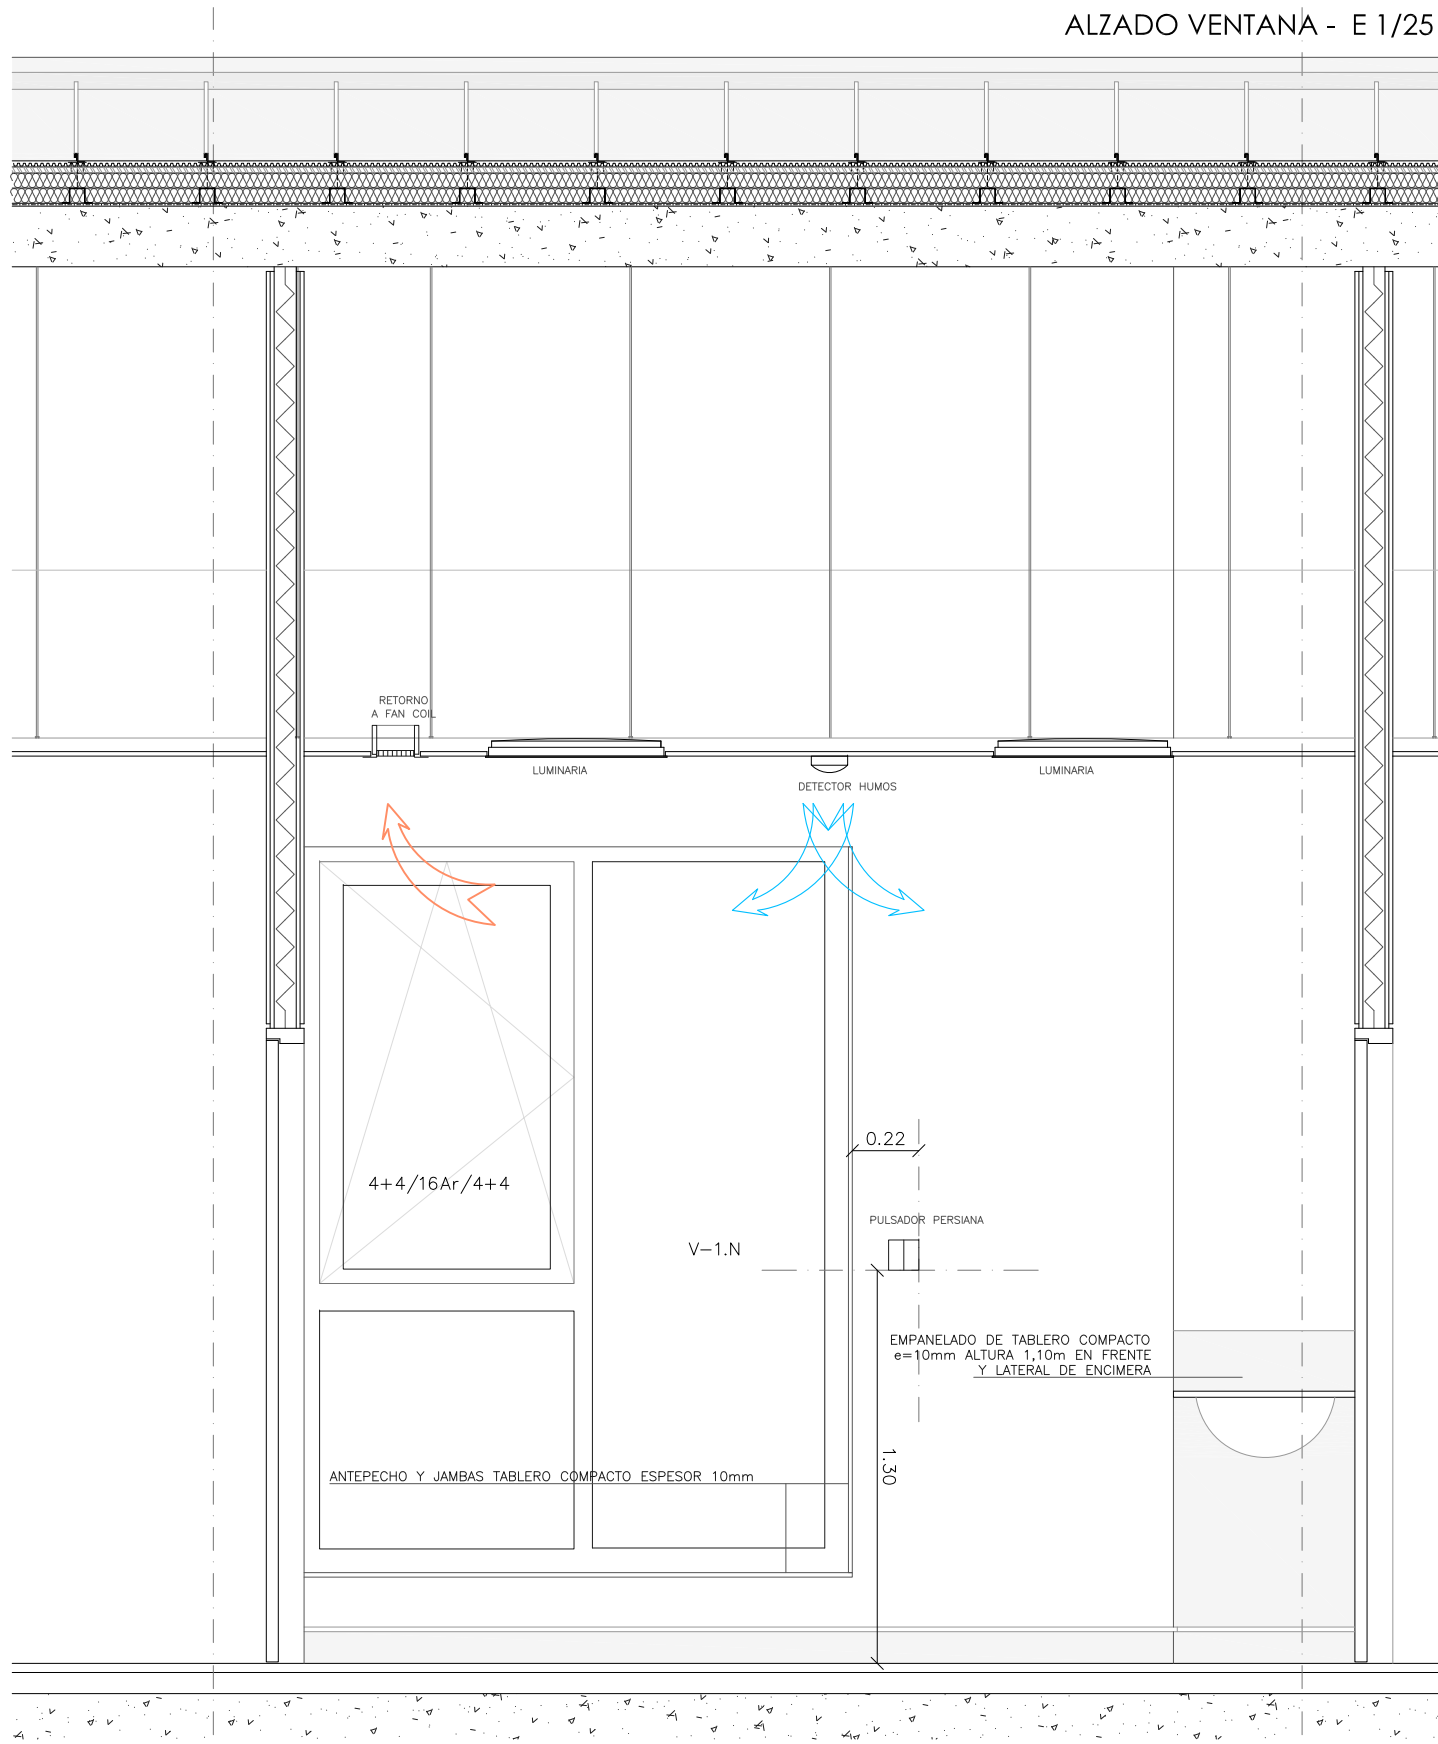 ALZADO VENTANA - E 1/25
RETORNO
A FAN COIL
LUMINARIA
DETECTOR HUMOS
LUMINARIA
0.22
4+4/16Ar/4+4
PULSADOR PERSIANA
V-1.N
EMPANELADO DE TABLERO COMPACTO
e=10mm ALTURA 1,10m EN FRENTE
Y LATERAL DE ENCIMERA
1.30
ANTEPECHO Y JAMBAS TABLERO COMPACTO ESPESOR 10mm